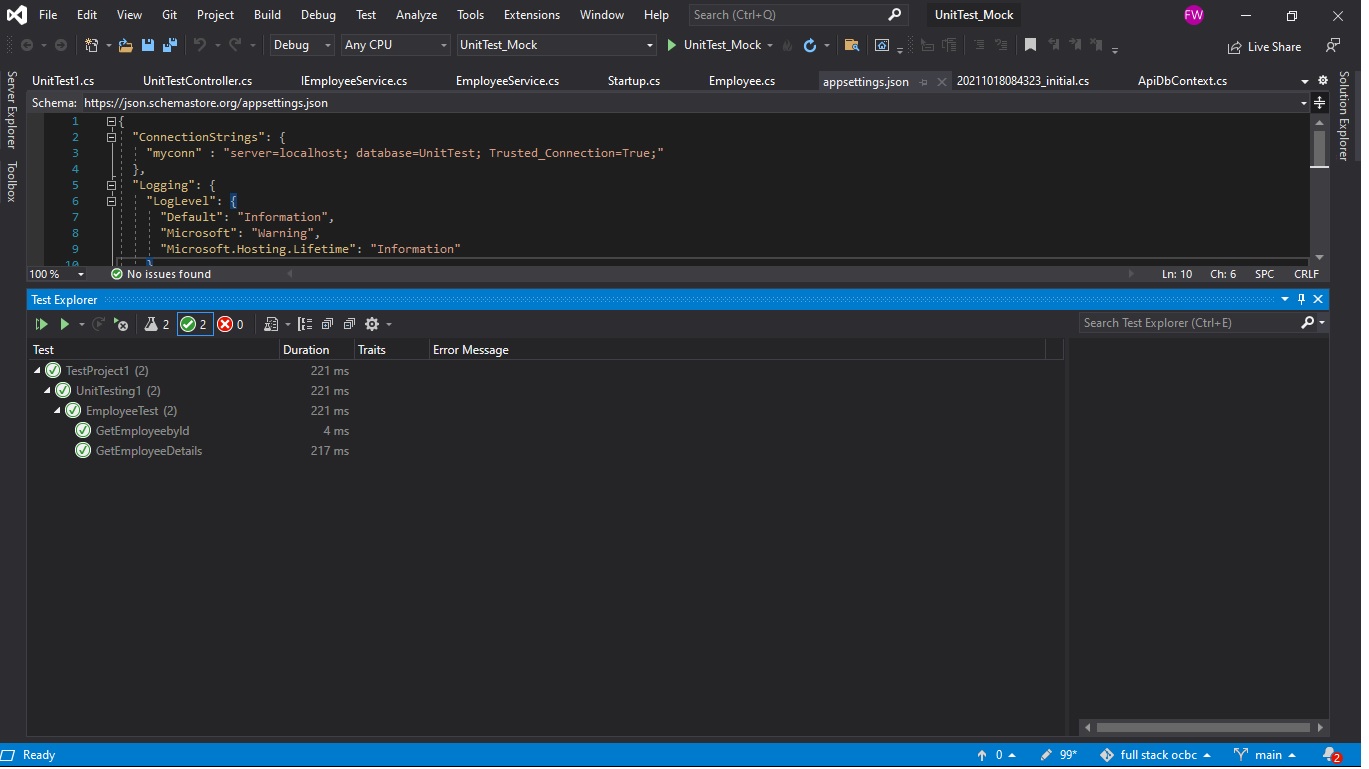 File Edit View Git Project Build Debug Test Analyze Tools Extensions Window Help Search (Ctrl+Q) UnitTest_Mock FW
Debug Any CPU UnitTest_Mock UnitTest_Mock Live Share
UnitTest1.cs UnitTestController.cs IEmployeeService.cs EmployeeService.cs Startup.cs Employee.cs appsettings.json 20211018084323_initial.cs ApiDbContext.cs
Server Explorer
Toolbox
Solution Explorer
Schema: https://json.schemastore.org/appsettings.json
1 {
2 "ConnectionStrings": {
3 "myconn" : "server=localhost; database=UnitTest; Trusted_Connection=True;"
4 },
5 "Logging": {
6 "LogLevel": {
7 "Default": "Information",
8 "Microsoft": "Warning",
9 "Microsoft.Hosting.Lifetime": "Information"
10 }
100 % No issues found Ln: 10 Ch: 6 SPC CRLF
Test Explorer
2 2 0 Search Test Explorer (Ctrl+E)
Test Duration Traits Error Message
TestProject1 (2) 221 ms
UnitTesting1 (2) 221 ms
EmployeeTest (2) 221 ms
GetEmployeebyId 4 ms
GetEmployeeDetails 217 ms
Ready 0 99* full stack ocbc main 2